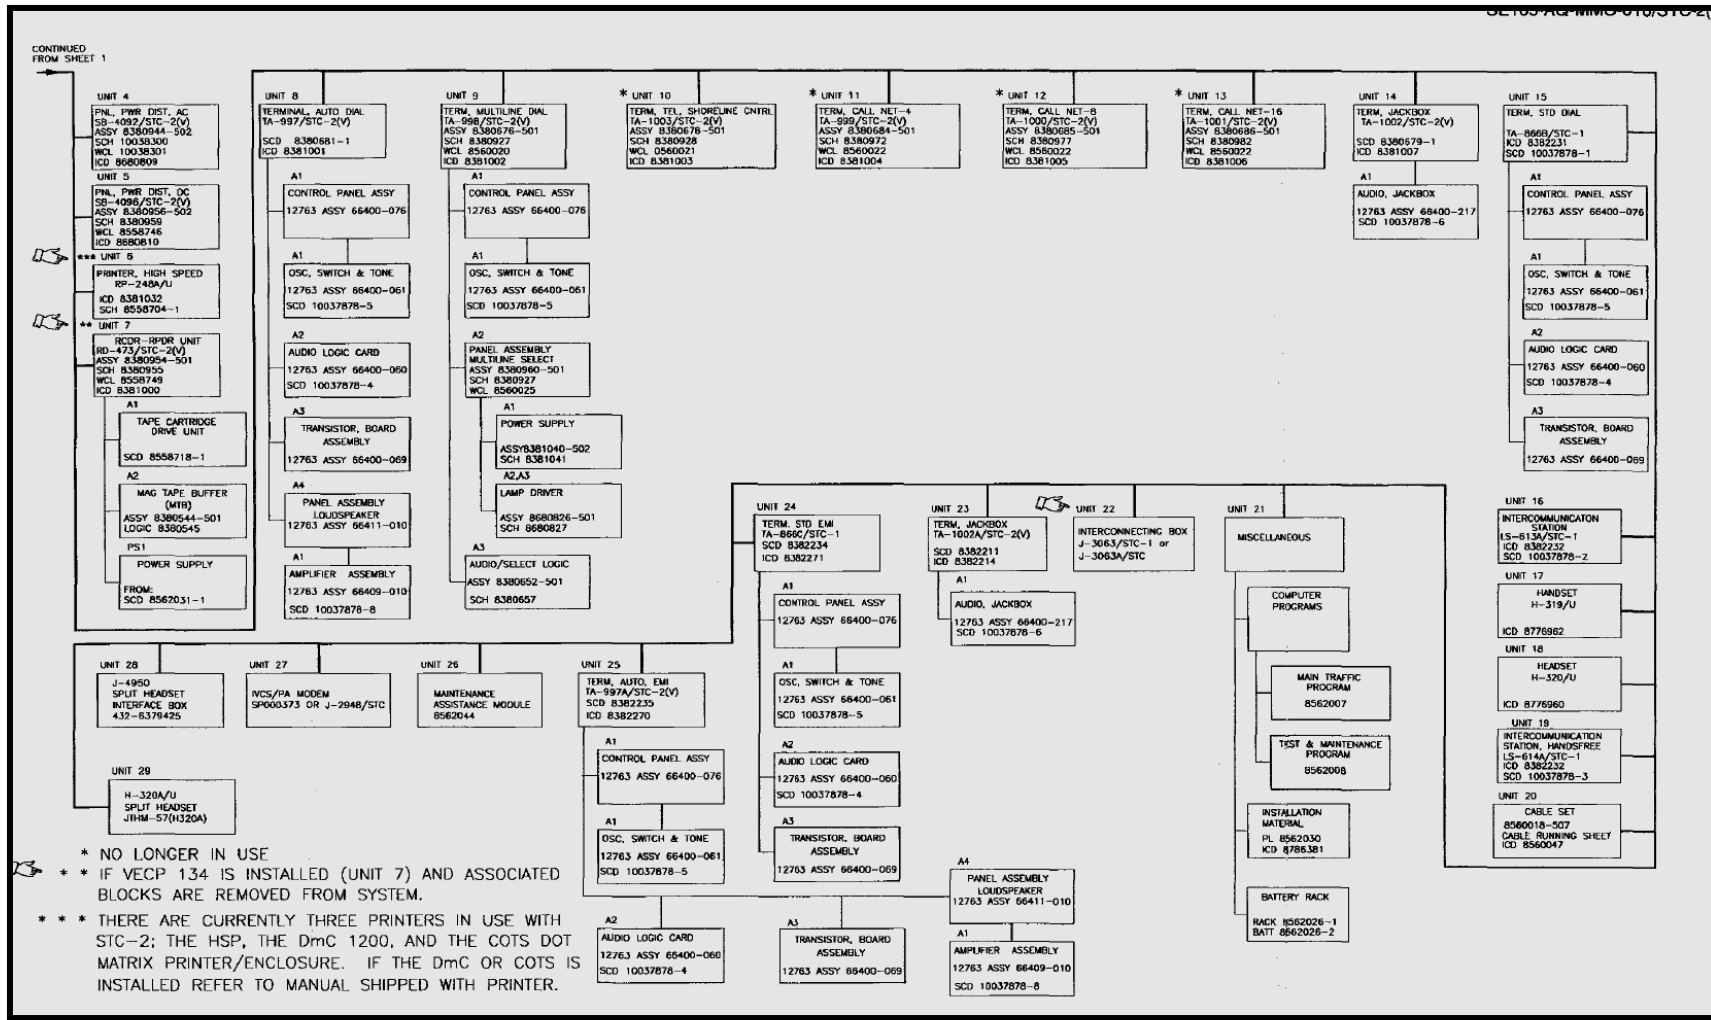 CONTINUED
FROM SHEET 1
UNIT 4
PNL, PWR DIST, AC
SB-4092/STC-2(V)
ASSY 8380944-502
SCH 10038300
WCL 10038301
ICD 8680809
UNIT 5
PNL, PWR DIST, DC
SB-4096/STC-2(V)
ASSY 8380956-502
SCH 8380959
WCL 8558746
ICD 8680810
*** UNIT 6
PRINTER, HIGH SPEED
RP-248A/U
ICD 8381032
SCH 8558704-1
** UNIT 7
RCDR-RPDR UNIT
RD-473/STC-2(V)
ASSY 8380954-501
SCH 8380955
WCL 8558749
ICD 8381000
A1
TAPE CARTRIDGE
DRIVE UNIT
SCD 8558718-1
A2
MAG TAPE BUFFER
(MTB)
ASSY 8380544-501
LOGIC 8380545
PS1
POWER SUPPLY
FROM:
SCD 8562031-1
UNIT 8
TERMINAL, AUTO DIAL
TA-997/STC-2(V)
SCD 8380681-1
ICD 8381001
A1
CONTROL PANEL ASSY
12763 ASSY 66400-076
A1
OSC, SWITCH & TONE
12763 ASSY 66400-061
SCD 10037878-5
A2
AUDIO LOGIC CARD
12763 ASSY 66400-060
SCD 10037878-4
A3
TRANSISTOR, BOARD
ASSEMBLY
12763 ASSY 66400-069
A4
PANEL ASSEMBLY
LOUDSPEAKER
12763 ASSY 66411-010
A1
AMPLIFIER ASSEMBLY
12763 ASSY 66409-010
SCD 10037878-8
UNIT 9
TERM, MULTILINE DIAL
TA-998/STC-2(V)
ASSY 8380676-501
SCH 8380927
WCL 8560020
ICD 8381002
A1
CONTROL PANEL ASSY
12763 ASSY 66400-076
A1
OSC, SWITCH & TONE
12763 ASSY 66400-061
SCD 10037878-5
A2
PANEL ASSEMBLY
MULTILINE SELECT
ASSY 8380960-501
SCH 8380927
WCL 8560025
A1
POWER SUPPLY
ASSY8381040-502
SCH 8381041
A2,A3
LAMP DRIVER
ASSY 8680826-501
SCH 8680827
A3
AUDIO/SELECT LOGIC
ASSY 8380652-501
SCH 8380657
* UNIT 10
TERM, TEL, SHORELINE CNTRL
TA-1003/STC-2(V)
ASSY 8380678-501
SCH 8380928
WCL 0560021
ICD 8381003
* UNIT 11
TERM, CALL NET-4
TA-999/STC-2(V)
ASSY 8380684-501
SCH 8380972
WCL 8560022
ICD 8381004
* UNIT 12
TERM, CALL NET-8
TA-1000/STC-2(V)
ASSY 8380685-501
SCH 8380977
WCL 8560022
ICD 8381005
* UNIT 13
TERM, CALL NET-16
TA-1001/STC-2(V)
ASSY 8380686-501
SCH 8380982
WCL 8560022
ICD 8381006
UNIT 14
TERM, JACKBOX
TA-1002/STC-2(V)
SCD 8380679-1
ICD 8381007
A1
AUDIO, JACKBOX
12763 ASSY 66400-217
SCD 10037878-6
UNIT 15
TERM, STD DIAL
TA-866B/STC-1
ICD 8382231
SCD 10037878-1
A1
CONTROL PANEL ASSY
12763 ASSY 66400-076
A1
OSC, SWITCH & TONE
12763 ASSY 66400-061
SCD 10037878-5
A2
AUDIO LOGIC CARD
12763 ASSY 66400-060
SCD 10037878-4
A3
TRANSISTOR, BOARD
ASSEMBLY
12763 ASSY 66400-069
UNIT 16
INTERCOMMUNICATON
STATION
LS-613A/STC-1
ICD 8382232
SCD 10037878-2
UNIT 17
HANDSET
H-319/U
ICD 8776962
UNIT 18
HEADSET
H-320/U
ICD 8776960
UNIT 19
INTERCOMMUNICATION
STATION, HANDSFREE
LS-614A/STC-1
ICD 8382232
SCD 10037878-3
UNIT 20
CABLE SET
8560018-507
CABLE RUNNING SHEET
ICD 8560047
UNIT 24
TERM. STD EMI
TA-866C/STC-1
SCD 8382234
ICD 8382271
A1
CONTROL PANEL ASSY
12763 ASSY 66400-076
A1
OSC, SWITCH & TONE
12763 ASSY 66400-061
SCD 10037878-5
A2
AUDIO LOGIC CARD
12763 ASSY 66400-060
SCD 10037878-4
A3
TRANSISTOR, BOARD
ASSEMBLY
12763 ASSY 66400-069
UNIT 23
TERM, JACKBOX
TA-1002A/STC-2(V)
SCD 8382211
ICD 8382214
A1
AUDIO, JACKBOX
12763 ASSY 66400-217
SCD 10037878-6
UNIT 22
INTERCONNECTING BOX
J-3063/STC-1 or
J-3063A/STC
UNIT 21
MISCELLANEOUS
COMPUTER
PROGRAMS
MAIN TRAFFIC
PROGRAM
8562007
TEST & MAINTENANCE
PROGRAM
8562008
INSTALLATION
MATERIAL
PL 8562030
ICD 8786381
BATTERY RACK
RACK 8562026-1
BATT 8562026-2
UNIT 28
J-4950
SPLIT HEADSET
INTERFACE BOX
432-6379425
UNIT 27
IVCS/PA MODEM
SP000373 OR J-2948/STC
UNIT 26
MAINTENANCE
ASSISTANCE MODULE
8562044
UNIT 25
TERM, AUTO, EMI
TA-997A/STC-2(V)
SCD 8382235
ICD 8382270
A1
CONTROL PANEL ASSY
12763 ASSY 66400-076
A1
OSC, SWITCH & TONE
12763 ASSY 66400-061
SCD 10037878-5
A2
AUDIO LOGIC CARD
12763 ASSY 66400-060
SCD 10037878-4
A3
TRANSISTOR, BOARD
ASSEMBLY
12763 ASSY 66400-069
A4
PANEL ASSEMBLY
LOUDSPEAKER
12763 ASSY 66411-010
A1
AMPLIFIER ASSEMBLY
12763 ASSY 66409-010
SCD 10037878-8
UNIT 29
H-320A/U
SPLIT HEADSET
JTHM-57(H320A)
* NO LONGER IN USE
* * IF VECP 134 IS INSTALLED (UNIT 7) AND ASSOCIATED
BLOCKS ARE REMOVED FROM SYSTEM.
* * * THERE ARE CURRENTLY THREE PRINTERS IN USE WITH
STC-2; THE HSP, THE DmC 1200, AND THE COTS DOT
MATRIX PRINTER/ENCLOSURE. IF THE DmC OR COTS IS
INSTALLED REFER TO MANUAL SHIPPED WITH PRINTER.